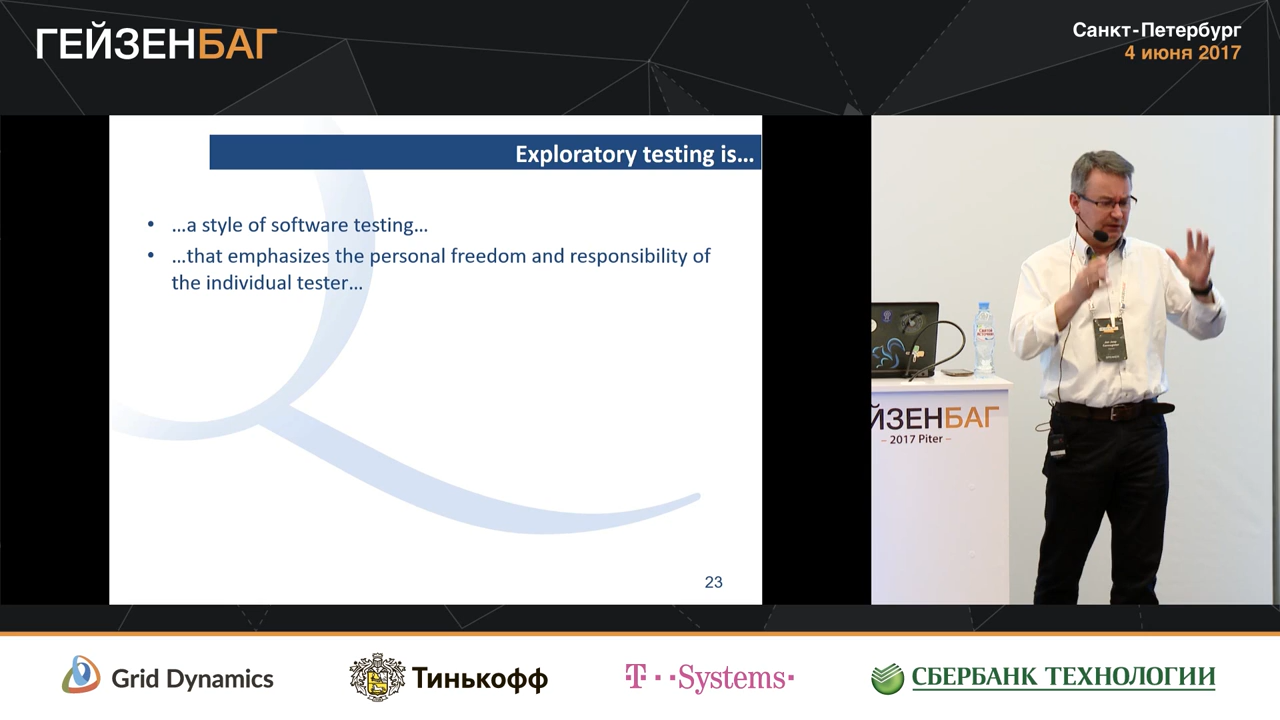 ГЕЙЗЕНБАГ
Санкт-Петербург
4 июня 2017
Exploratory testing is...
• ...a style of software testing...
• ...that emphasizes the personal freedom and responsibility of
the individual tester...
23
ЙЗЕНБАГ
– 2017 Piter –
Grid Dynamics
Тинькофф
T · · Systems ·
СБЕРБАНК ТЕХНОЛОГИИ